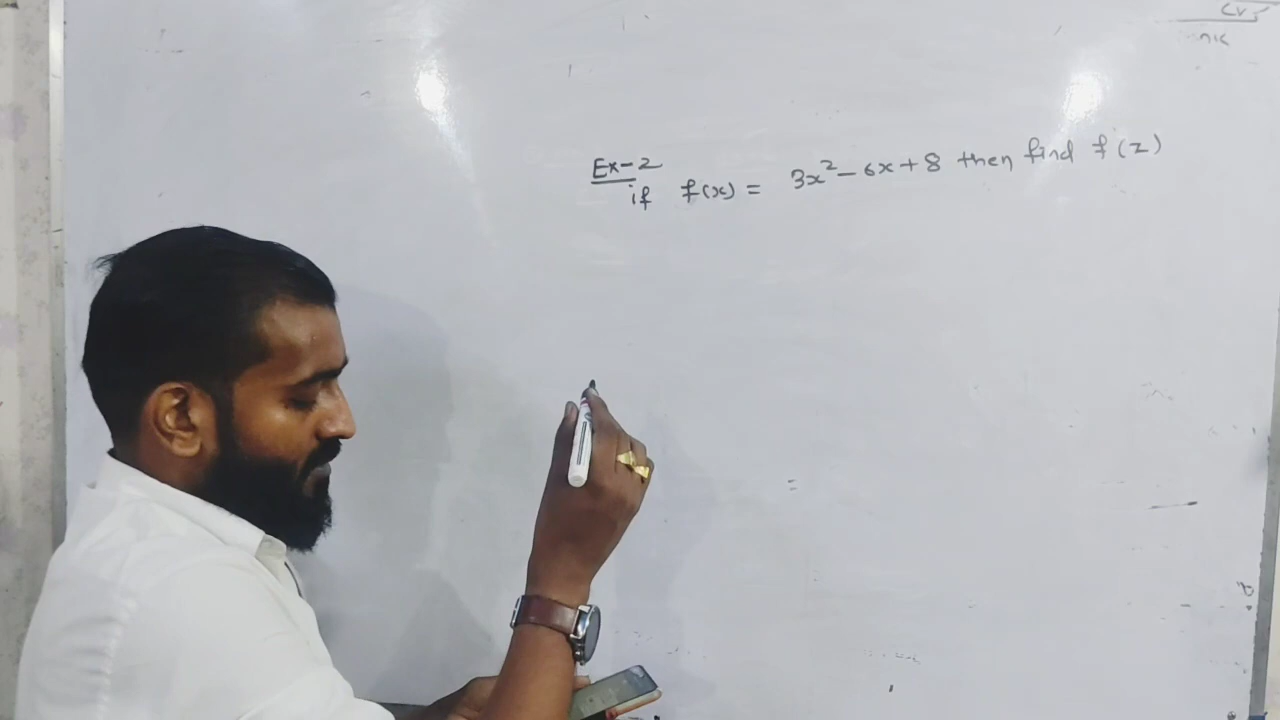 Ex-2
if f(x) = 3x²-6x+8 then find f(2)